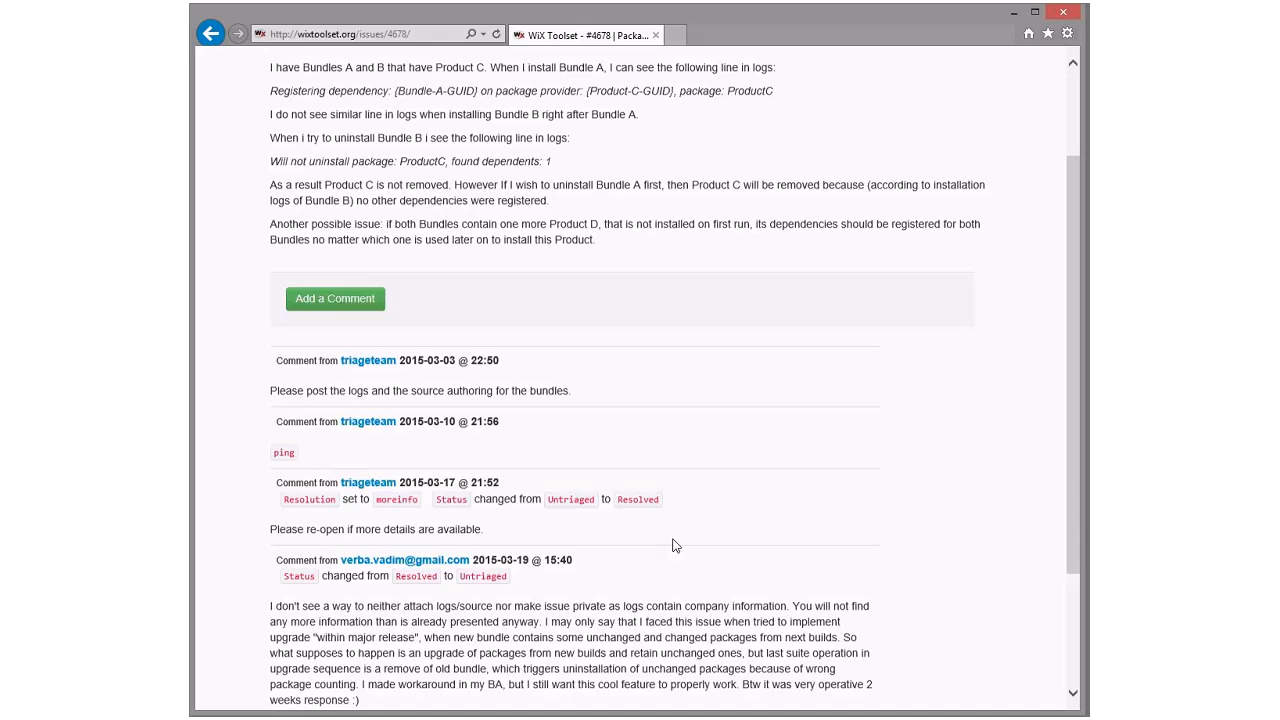 http://wixtoolset.org/issues/4678/
WiX Toolset - #4678 | Packa...
I have Bundles A and B that have Product C. When I install Bundle A, I can see the following line in logs:
Registering dependency: {Bundle-A-GUID} on package provider: {Product-C-GUID}, package: ProductC
I do not see similar line in logs when installing Bundle B right after Bundle A.
When i try to uninstall Bundle B i see the following line in logs:
Will not uninstall package: ProductC, found dependents: 1
As a result Product C is not removed. However If I wish to uninstall Bundle A first, then Product C will be removed because (according to installation
logs of Bundle B) no other dependencies were registered.
Another possible issue: if both Bundles contain one more Product D, that is not installed on first run, its dependencies should be registered for both
Bundles no matter which one is used later on to install this Product.
Add a Comment
Comment from triageteam 2015-03-03 @ 22:50
Please post the logs and the source authoring for the bundles.
Comment from triageteam 2015-03-10 @ 21:56
ping
Comment from triageteam 2015-03-17 @ 21:52
Resolution set to moreinfo Status changed from Untriaged to Resolved
Please re-open if more details are available.
Comment from verba.vadim@gmail.com 2015-03-19 @ 15:40
Status changed from Resolved to Untriaged
I don't see a way to neither attach logs/source nor make issue private as logs contain company information. You will not find
any more information than is already presented anyway. I may only say that I faced this issue when tried to implement
upgrade "within major release", when new bundle contains some unchanged and changed packages from next builds. So
what supposes to happen is an upgrade of packages from new builds and retain unchanged ones, but last suite operation in
upgrade sequence is a remove of old bundle, which triggers uninstallation of unchanged packages because of wrong
package counting. I made workaround in my BA, but I still want this cool feature to properly work. Btw it was very operative 2
weeks response :)